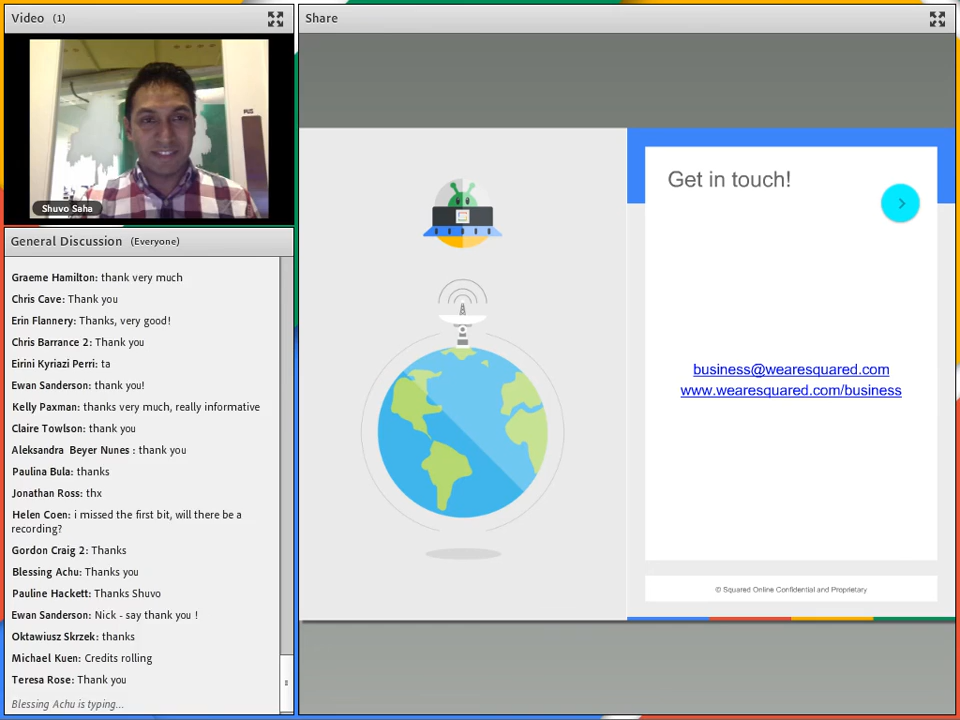 Video (1)
Shuvo Saha
General Discussion (Everyone)
Graeme Hamilton: thank very much
Chris Cave: Thank you
Erin Flannery: Thanks, very good!
Chris Barrance 2: Thank you
Eirini Kyriazi Perri: ta
Ewan Sanderson: thank you!
Kelly Paxman: thanks very much, really informative
Claire Towlson: thank you
Aleksandra Beyer Nunes : thank you
Paulina Bula: thanks
Jonathan Ross: thx
Helen Coen: i missed the first bit, will there be a
recording?
Gordon Craig 2: Thanks
Blessing Achu: Thanks you
Pauline Hackett: Thanks Shuvo
Ewan Sanderson: Nick - say thank you !
Oktawiusz Skrzek: thanks
Michael Kuen: Credits rolling
Teresa Rose: Thank you
Blessing Achu is typing...
Share
Get in touch!
business@wearesquared.com
www.wearesquared.com/business
© Squared Online Confidential and Proprietary